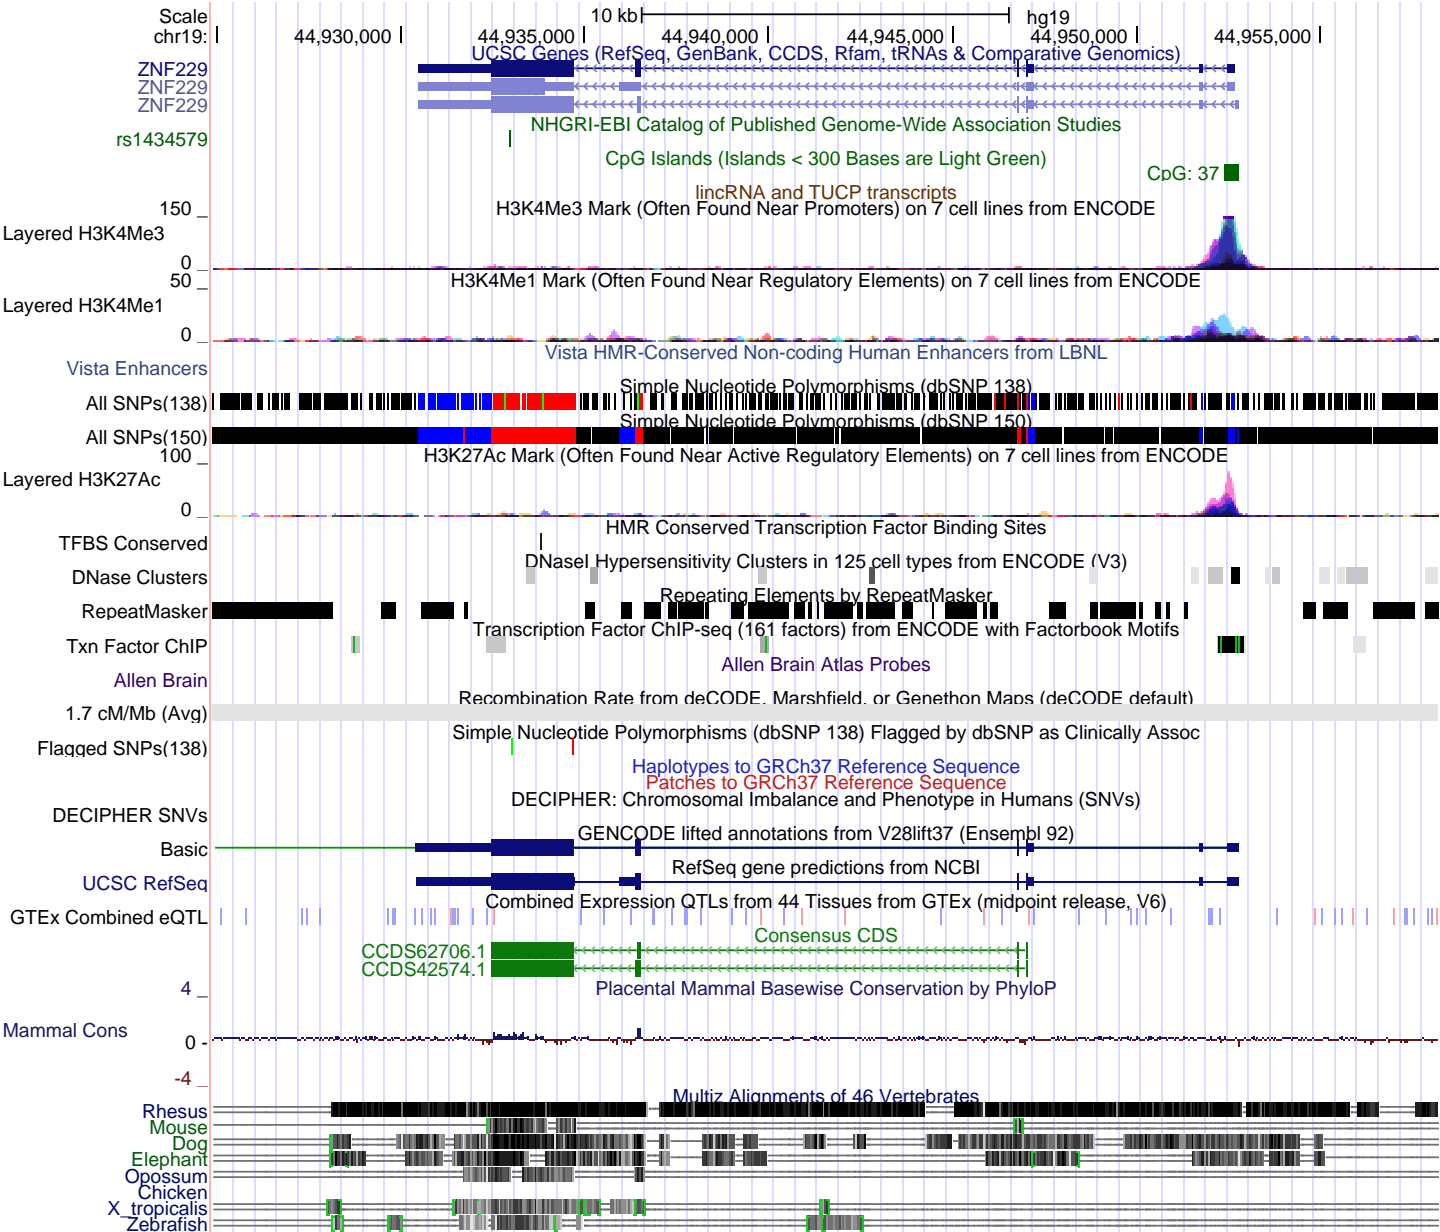 Scale 10 kb hg19
chr19: 44,930,000 44,935,000 44,940,000 44,945,000 44,950,000 44,955,000
UCSC Genes (RefSeq, GenBank, CCDS, Rfam, tRNAs & Comparative Genomics)
ZNF229
ZNF229
ZNF229
NHGRI-EBI Catalog of Published Genome-Wide Association Studies
rs1434579
CpG Islands (Islands < 300 Bases are Light Green)
CpG: 37
lincRNA and TUCP transcripts
H3K4Me3 Mark (Often Found Near Promoters) on 7 cell lines from ENCODE
150 _
Layered H3K4Me3
0 _
H3K4Me1 Mark (Often Found Near Regulatory Elements) on 7 cell lines from ENCODE
50 _
Layered H3K4Me1
0 _
Vista HMR-Conserved Non-coding Human Enhancers from LBNL
Vista Enhancers
Simple Nucleotide Polymorphisms (dbSNP 138)
All SNPs(138)
Simple Nucleotide Polymorphisms (dbSNP 150)
All SNPs(150)
H3K27Ac Mark (Often Found Near Active Regulatory Elements) on 7 cell lines from ENCODE
100 _
Layered H3K27Ac
0 _
HMR Conserved Transcription Factor Binding Sites
TFBS Conserved
DNaseI Hypersensitivity Clusters in 125 cell types from ENCODE (V3)
DNase Clusters
Repeating Elements by RepeatMasker
RepeatMasker
Transcription Factor ChIP-seq (161 factors) from ENCODE with Factorbook Motifs
Txn Factor ChIP
Allen Brain Atlas Probes
Allen Brain
Recombination Rate from deCODE, Marshfield, or Genethon Maps (deCODE default)
1.7 cM/Mb (Avg)
Simple Nucleotide Polymorphisms (dbSNP 138) Flagged by dbSNP as Clinically Assoc
Flagged SNPs(138)
Haplotypes to GRCh37 Reference Sequence
Patches to GRCh37 Reference Sequence
DECIPHER: Chromosomal Imbalance and Phenotype in Humans (SNVs)
DECIPHER SNVs
GENCODE lifted annotations from V28lift37 (Ensembl 92)
Basic
RefSeq gene predictions from NCBI
UCSC RefSeq
Combined Expression QTLs from 44 Tissues from GTEx (midpoint release, V6)
GTEx Combined eQTL
Consensus CDS
CCDS62706.1
CCDS42574.1
Placental Mammal Basewise Conservation by PhyloP
4 _
Mammal Cons
0 -
-4 _
Multiz Alignments of 46 Vertebrates
Rhesus
Mouse
Dog
Elephant
Opossum
Chicken
X_tropicalis
Zebrafish